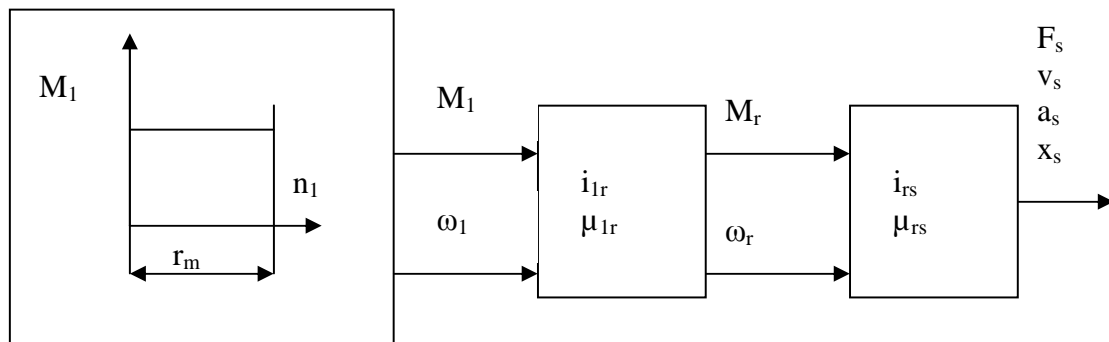 M₁
n₁
rₘ
M₁
ω₁
i₁ᵣ
µ₁ᵣ
Mᵣ
ωᵣ
iᵣₛ
µᵣₛ
Fₛ
vₛ
aₛ
xₛ